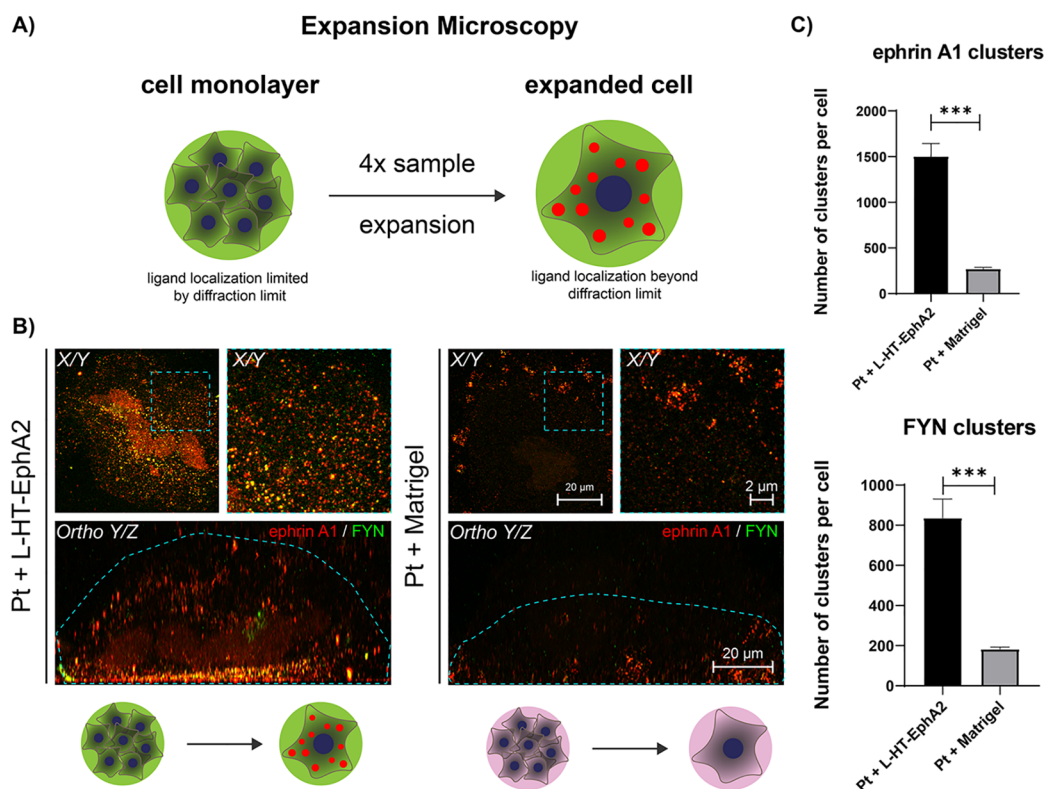 A)
Expansion Microscopy
cell monolayer
expanded cell
4x sample
expansion
ligand localization limited
by diffraction limit
ligand localization beyond
diffraction limit
B)
Pt + L-HT-EphA2
X/Y
X/Y
Ortho Y/Z
ephrin A1 / FYN
Pt + Matrigel
X/Y
20 µm
X/Y
2 µm
Ortho Y/Z
ephrin A1 / FYN
20 µm
C)
ephrin A1 clusters
Number of clusters per cell
2000
1500
1000
500
0
***
Pt + L-HT-EphA2
Pt + Matrigel
FYN clusters
Number of clusters per cell
1000
800
600
400
200
0
***
Pt + L-HT-EphA2
Pt + Matrigel